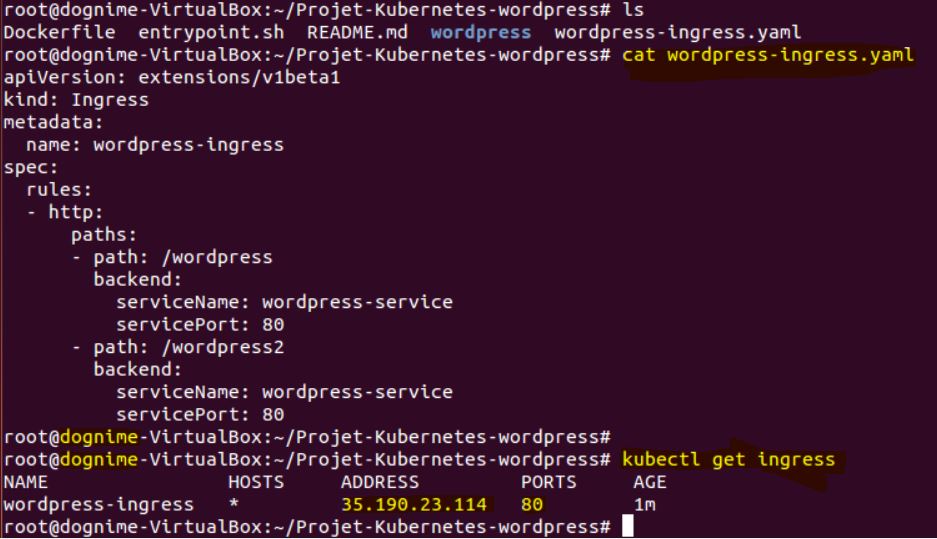 root@dognime-VirtualBox:~/Projet-Kubernetes-wordpress# ls
Dockerfile  entrypoint.sh  README.md  wordpress  wordpress-ingress.yaml
root@dognime-VirtualBox:~/Projet-Kubernetes-wordpress# cat wordpress-ingress.yaml
apiVersion: extensions/v1beta1
kind: Ingress
metadata:
  name: wordpress-ingress
spec:
  rules:
  - http:
      paths:
      - path: /wordpress
        backend:
          serviceName: wordpress-service
          servicePort: 80
      - path: /wordpress2
        backend:
          serviceName: wordpress-service
          servicePort: 80
root@dognime-VirtualBox:~/Projet-Kubernetes-wordpress#
root@dognime-VirtualBox:~/Projet-Kubernetes-wordpress# kubectl get ingress
NAME                HOSTS     ADDRESS         PORTS     AGE
wordpress-ingress   *         35.190.23.114   80        1m
root@dognime-VirtualBox:~/Projet-Kubernetes-wordpress#